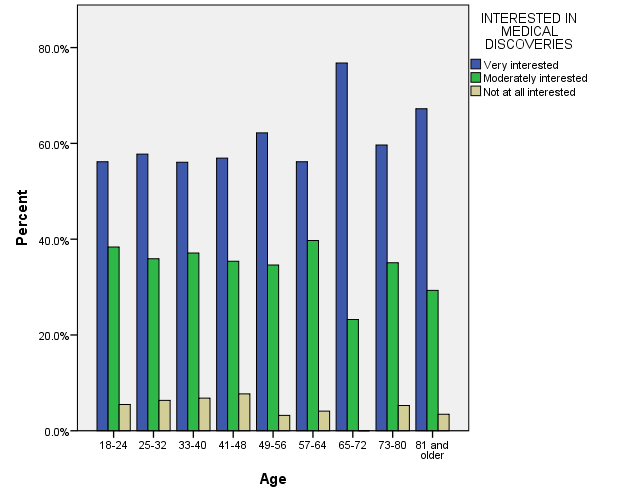 INTERESTED IN
MEDICAL
DISCOVERIES
Very interested
Moderately interested
Not at all interested
80.0%
60.0%
40.0%
20.0%
0.0%
Percent
18-24 25-32 33-40 41-48 49-56 57-64 65-72 73-80 81 and
older
Age